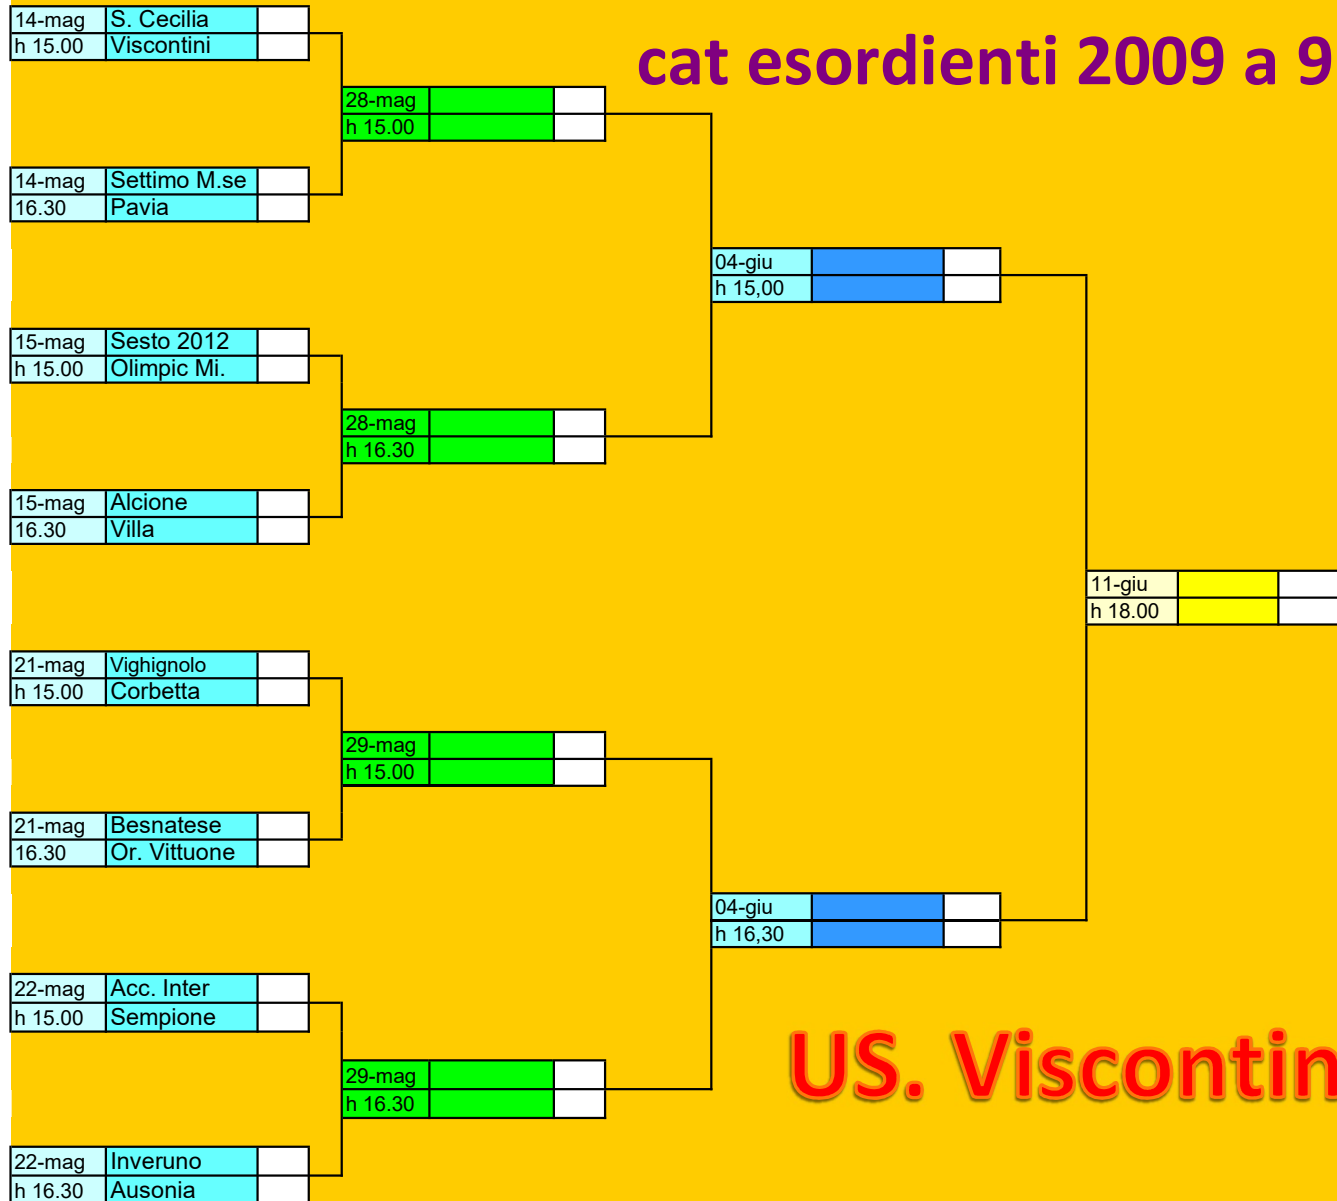 cat esordienti 2009 a 9
14-mag S. Cecilia
h 15.00 Viscontini
28-mag
h 15.00
14-mag Settimo M.se
16.30 Pavia
04-giu
h 15,00
15-mag Sesto 2012
h 15.00 Olimpic Mi.
28-mag
h 16.30
15-mag Alcione
16.30 Villa
11-giu
h 18.00
21-mag Vighignolo
h 15.00 Corbetta
29-mag
h 15.00
21-mag Besnatese
16.30 Or. Vittuone
04-giu
h 16,30
22-mag Acc. Inter
h 15.00 Sempione
US. Viscontin
29-mag
h 16.30
22-mag Inveruno
h 16.30 Ausonia